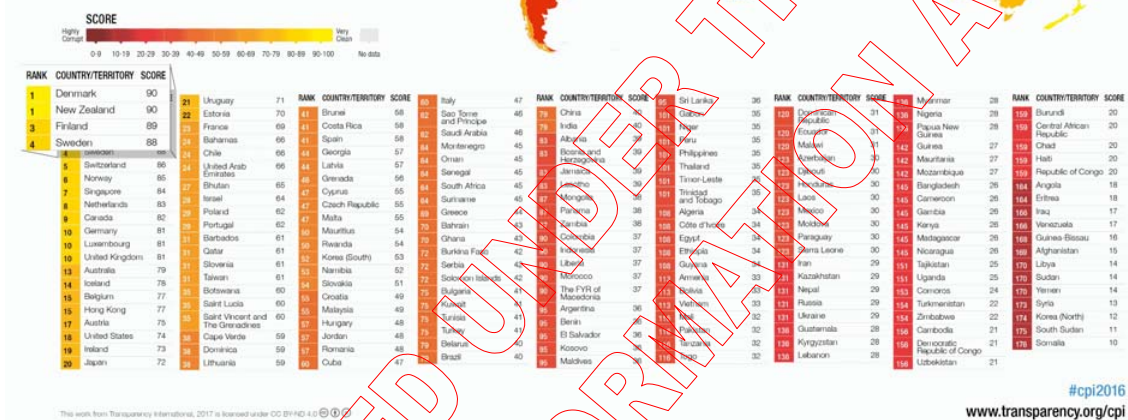 SCORE
Highly Corrupt
Very Clean
0-9 10-19 20-29 30-39 40-49 50-59 60-69 70-79 80-89 90-100 No data
RANK COUNTRY/TERRITORY SCORE
1 Denmark 90
1 New Zealand 90
3 Finland 89
4 Sweden 88
5 Switzerland 86
6 Norway 85
7 Singapore 84
8 Netherlands 83
9 Canada 82
10 Germany 81
10 Luxembourg 81
10 United Kingdom 81
13 Australia 79
14 Iceland 78
15 Belgium 77
15 Hong Kong 77
17 Austria 75
18 United States 74
19 Ireland 73
20 Japan 72
21 Uruguay 71
22 Estonia 70
23 France 69
24 Bahamas 66
24 Chile 66
24 United Arab
Emirates 66
27 Bhutan 65
28 Israel 64
29 Poland 62
29 Portugal 62
31 Barbados 61
31 Qatar 61
31 Slovenia 61
31 Taiwan 61
35 Botswana 60
35 Saint Lucia 60
35 Saint Vincent and
The Grenadines 60
38 Cape Verde 59
38 Dominica 59
38 Lithuania 59
RANK COUNTRY/TERRITORY SCORE
41 Brunei 58
41 Costa Rica 58
41 Spain 58
44 Georgia 57
44 Latvia 57
46 Grenada 56
47 Cyprus 55
47 Czech Republic 55
47 Malta 55
50 Mauritius 54
50 Rwanda 54
52 Korea (South) 53
53 Namibia 52
54 Slovakia 51
55 Croatia 49
55 Malaysia 49
57 Hungary 48
57 Jordan 48
57 Romania 48
60 Cuba 47
60 Italy 47
62 Sao Tome
and Principe 46
62 Saudi Arabia 46
64 Montenegro 45
64 Oman 45
64 Senegal 45
64 South Africa 45
64 Suriname 45
69 Greece 44
70 Bahrain 43
70 Ghana 43
72 Burkina Faso 42
72 Serbia 42
72 Solomon Islands 42
75 Bulgaria 41
75 Kuwait 41
75 Tunisia 41
75 Turkey 41
79 Belarus 40
79 Brazil 40
RANK COUNTRY/TERRITORY SCORE
79 China 40
79 India 40
83 Albania 39
83 Bosnia and
Herzegovina 39
83 Jamaica 39
83 Lesotho 39
87 Mongolia 38
87 Panama 38
87 Zambia 38
90 Colombia 37
90 Indonesia 37
90 Liberia 37
90 Morocco 37
90 The FYR of
Macedonia 37
95 Argentina 36
95 Benin 36
95 El Salvador 36
95 Kosovo 36
95 Maldives 36
95 Sri Lanka 36
101 Gabon 35
101 Niger 35
101 Peru 35
101 Philippines 35
101 Thailand 35
101 Timor-Leste 35
101 Trinidad
and Tobago 35
108 Algeria 34
108 Côte d'Ivoire 34
108 Egypt 34
108 Ethiopia 34
108 Guyana 34
113 Armenia 33
113 Bolivia 33
113 Vietnam 33
116 Mali 32
116 Pakistan 32
116 Tanzania 32
116 Togo 32
RANK COUNTRY/TERRITORY SCORE
120 Dominican
Republic 31
120 Ecuador 31
120 Malawi 31
123 Azerbaijan 30
123 Djibouti 30
123 Honduras 30
123 Laos 30
123 Mexico 30
123 Moldova 30
123 Paraguay 30
123 Sierra Leone 30
131 Iran 29
131 Kazakhstan 29
131 Nepal 29
131 Russia 29
131 Ukraine 29
136 Guatemala 28
136 Kyrgyzstan 28
136 Lebanon 28
136 Myanmar 28
136 Nigeria 28
136 Papua New
Guinea 28
142 Guinea 27
142 Mauritania 27
142 Mozambique 27
145 Bangladesh 26
145 Cameroon 26
145 Gambia 26
145 Kenya 26
145 Madagascar 26
145 Nicaragua 26
151 Tajikistan 25
151 Uganda 25
153 Comoros 24
154 Turkmenistan 22
154 Zimbabwe 22
156 Cambodia 21
156 Democratic
Republic of Congo 21
156 Uzbekistan 21
RANK COUNTRY/TERRITORY SCORE
159 Burundi 20
159 Central African
Republic 20
159 Chad 20
159 Haiti 20
159 Republic of Congo 20
164 Angola 18
164 Eritrea 18
166 Iraq 17
166 Venezuela 17
168 Guinea-Bissau 16
169 Afghanistan 15
170 Libya 14
170 Sudan 14
170 Yemen 14
173 Syria 13
174 Korea (North) 12
175 South Sudan 11
176 Somalia 10
#cpi2016
www.transparency.org/cpi
This work from Transparency International, 2017 is licensed under CC BY-ND 4.0
ED UNDER T
ORMATION A